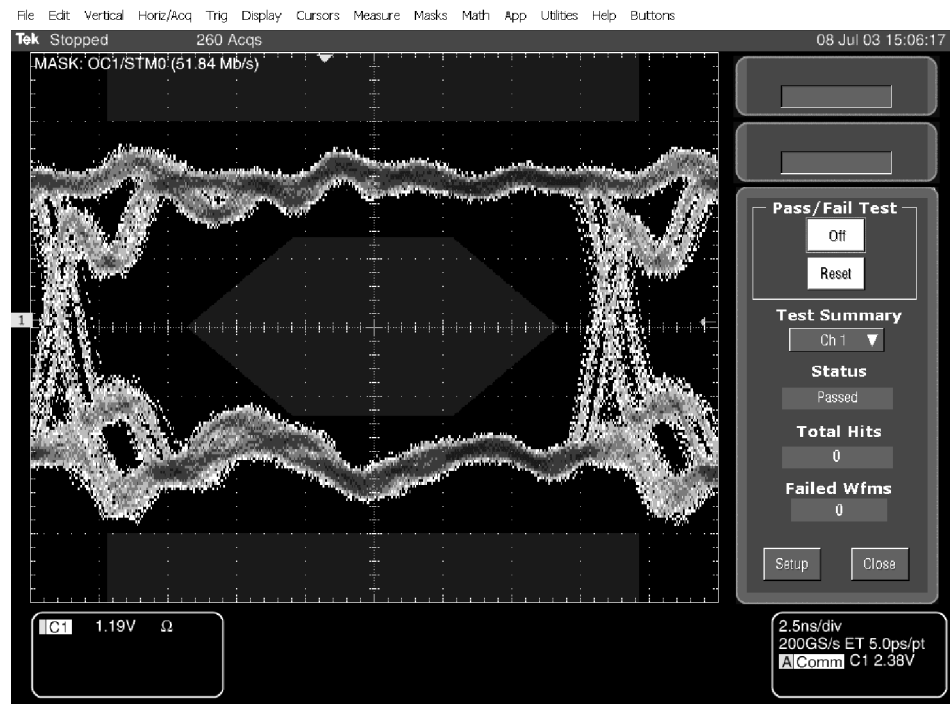 File Edit Vertical Horiz/Acq Trig Display Cursors Measure Masks Math App Utilities Help Buttons
Tek Stopped 260 Acqs 08 Jul 03 15:06:17
MASK: OC1/STM0 (51.84 Mb/s)
Pass/Fail Test
Off
Reset
1
Test Summary
Ch 1
Status
Passed
Total Hits
0
Failed Wfms
0
Setup Close
C1 1.19V Ω
2.5ns/div
200GS/s ET 5.0ps/pt
A Comm C1 2.38V